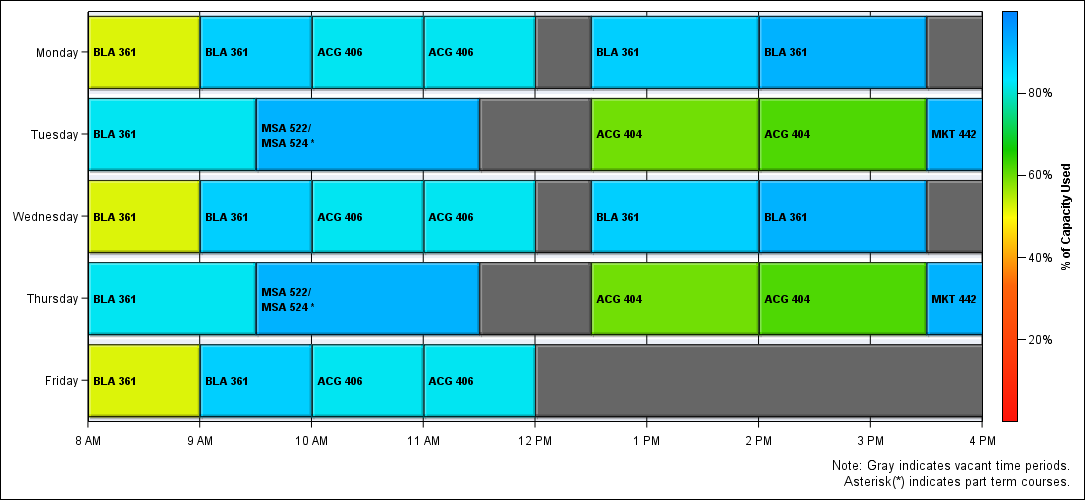 Monday
BLA 361
BLA 361
ACG 406
ACG 406
BLA 361
BLA 361
Tuesday
BLA 361
MSA 522/
MSA 524 *
ACG 404
ACG 404
MKT 442
Wednesday
BLA 361
BLA 361
ACG 406
ACG 406
BLA 361
BLA 361
Thursday
BLA 361
MSA 522/
MSA 524 *
ACG 404
ACG 404
MKT 442
Friday
BLA 361
BLA 361
ACG 406
ACG 406
8 AM
9 AM
10 AM
11 AM
12 PM
1 PM
2 PM
3 PM
4 PM
80%
60%
40%
20%
% of Capacity Used
Note: Gray indicates vacant time periods.
Asterisk(*) indicates part term courses.